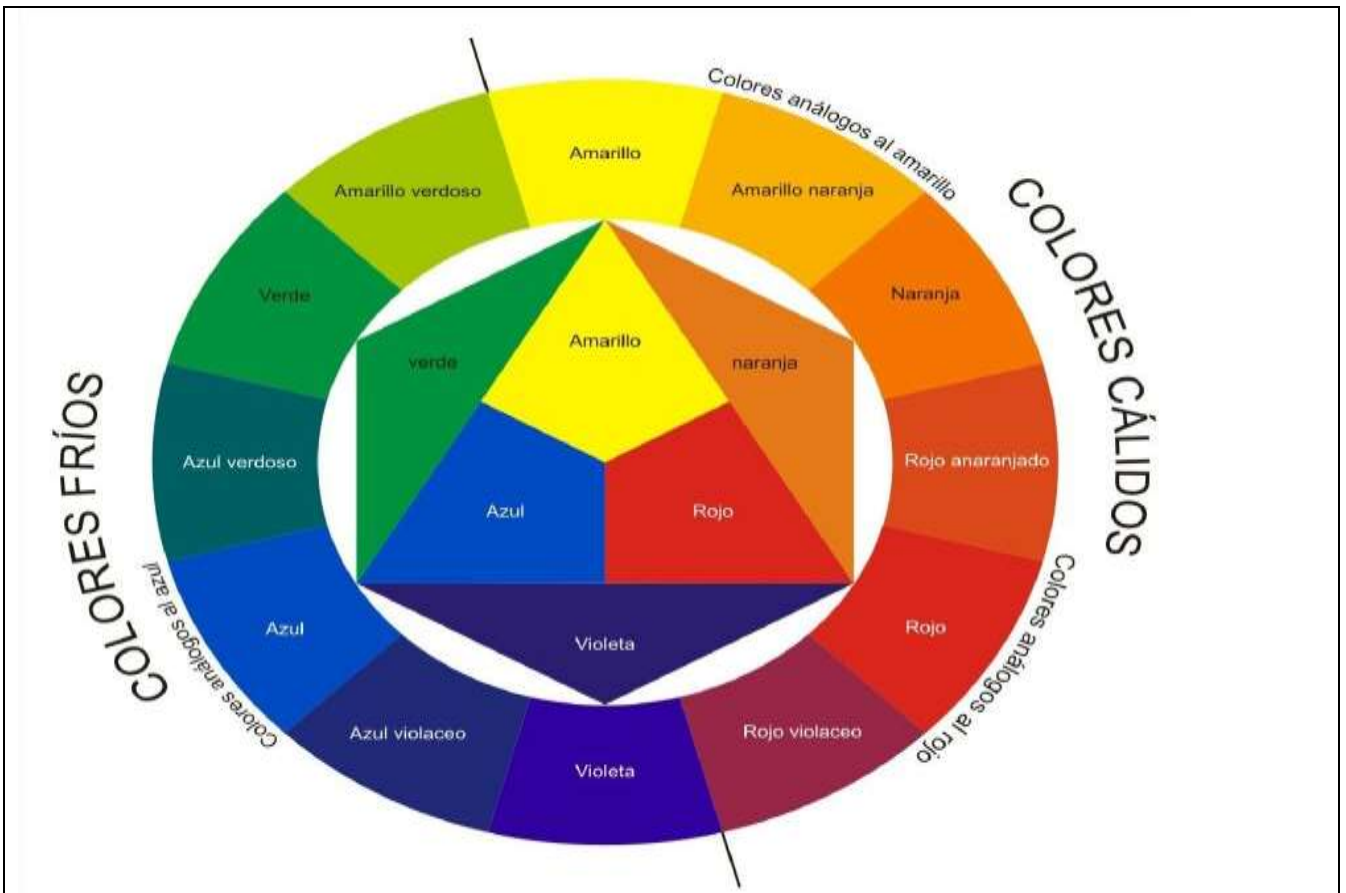 Colores análogos al amarillo
Amarillo
Amarillo verdoso
Amarillo naranja
COLORES CÁLIDOS
Verde
Naranja
Amarillo
verde
naranja
COLORES FRÍOS
Azul verdoso
Rojo anaranjado
Azul
Rojo
Colores análogos al azul
Colores análogos al rojo
Azul
Rojo
Violeta
Azul violaceo
Rojo violaceo
Violeta